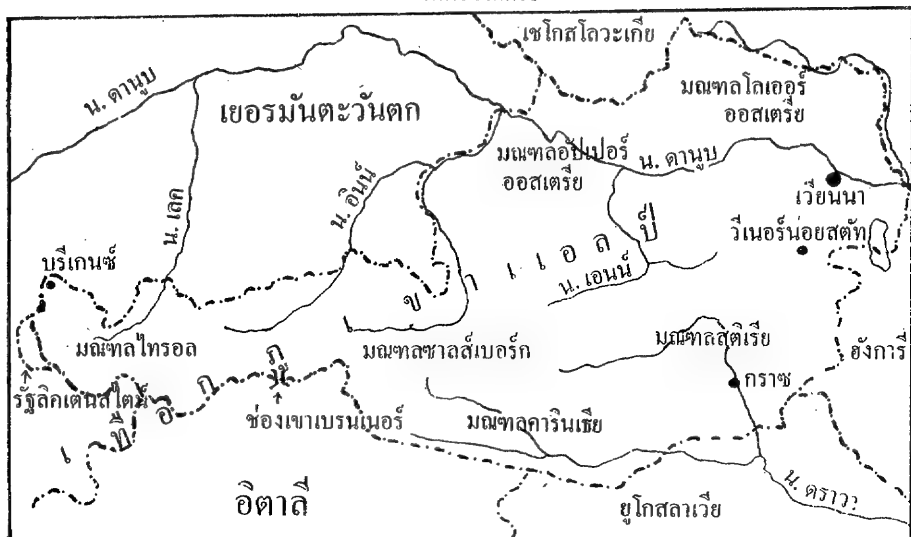 เชโกสโลวะเกีย
น. ดานูบ
เยอรมันตะวันตก
มณฑลโลเออร์
ออสเตรีย
มณฑลอัปเปอร์
ออสเตรีย
น. ดานูบ
เวียนนา
น. เลค
น. อินน์
วีเนอร์น่อยสตัท
บรีเกนซ์
เขาแอลป์
น. เอนน์
มณฑลไทรอล
มณฑลซาลส์เบอร์ก
มณฑลสติเรีย
ฮังการี
รัฐลิคเตนสไตน์
กราซ
ช่องเขาเบรนเนอร์
มณฑลคารินเธีย
อิตาลี
ยูโกสลาเวีย
น. ดราวา